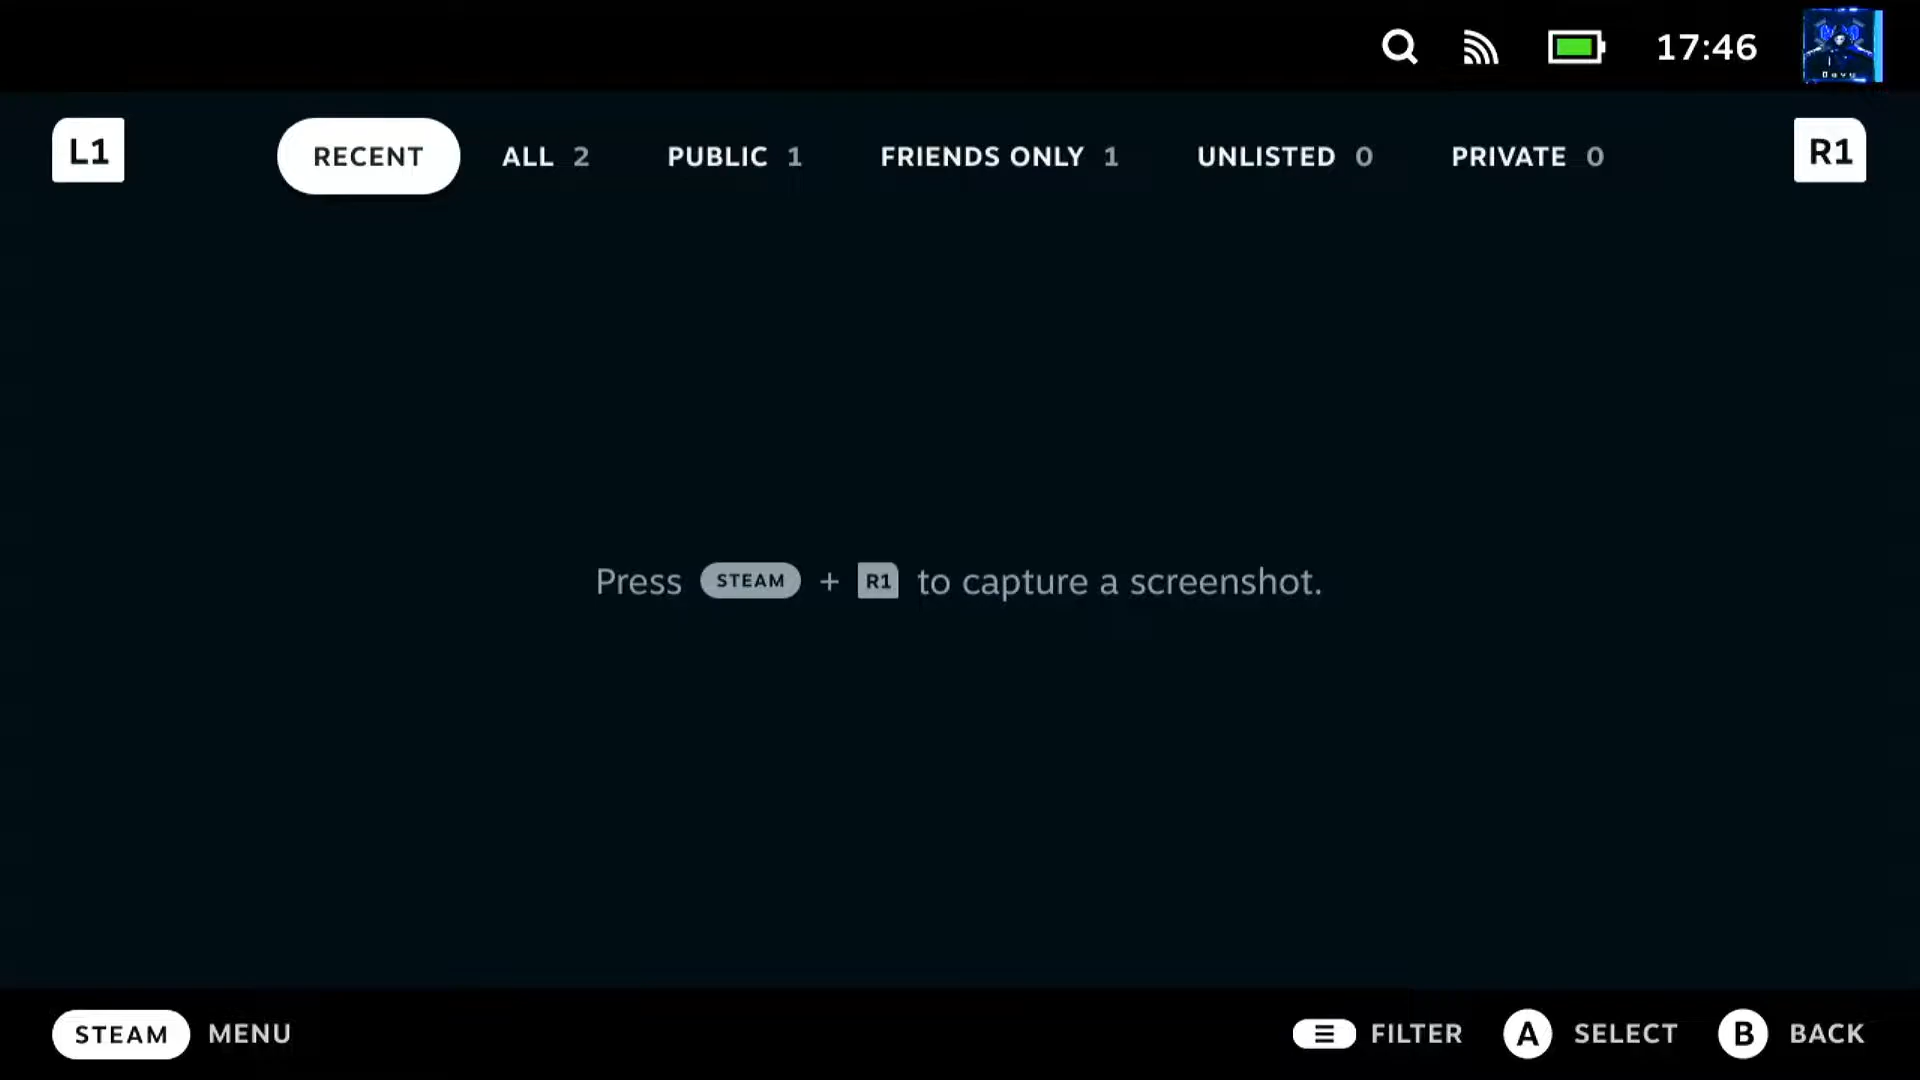 17:46
L1 RECENT ALL 2 PUBLIC 1 FRIENDS ONLY 1 UNLISTED 0 PRIVATE 0 R1
Press STEAM + R1 to capture a screenshot.
STEAM MENU FILTER A SELECT B BACK